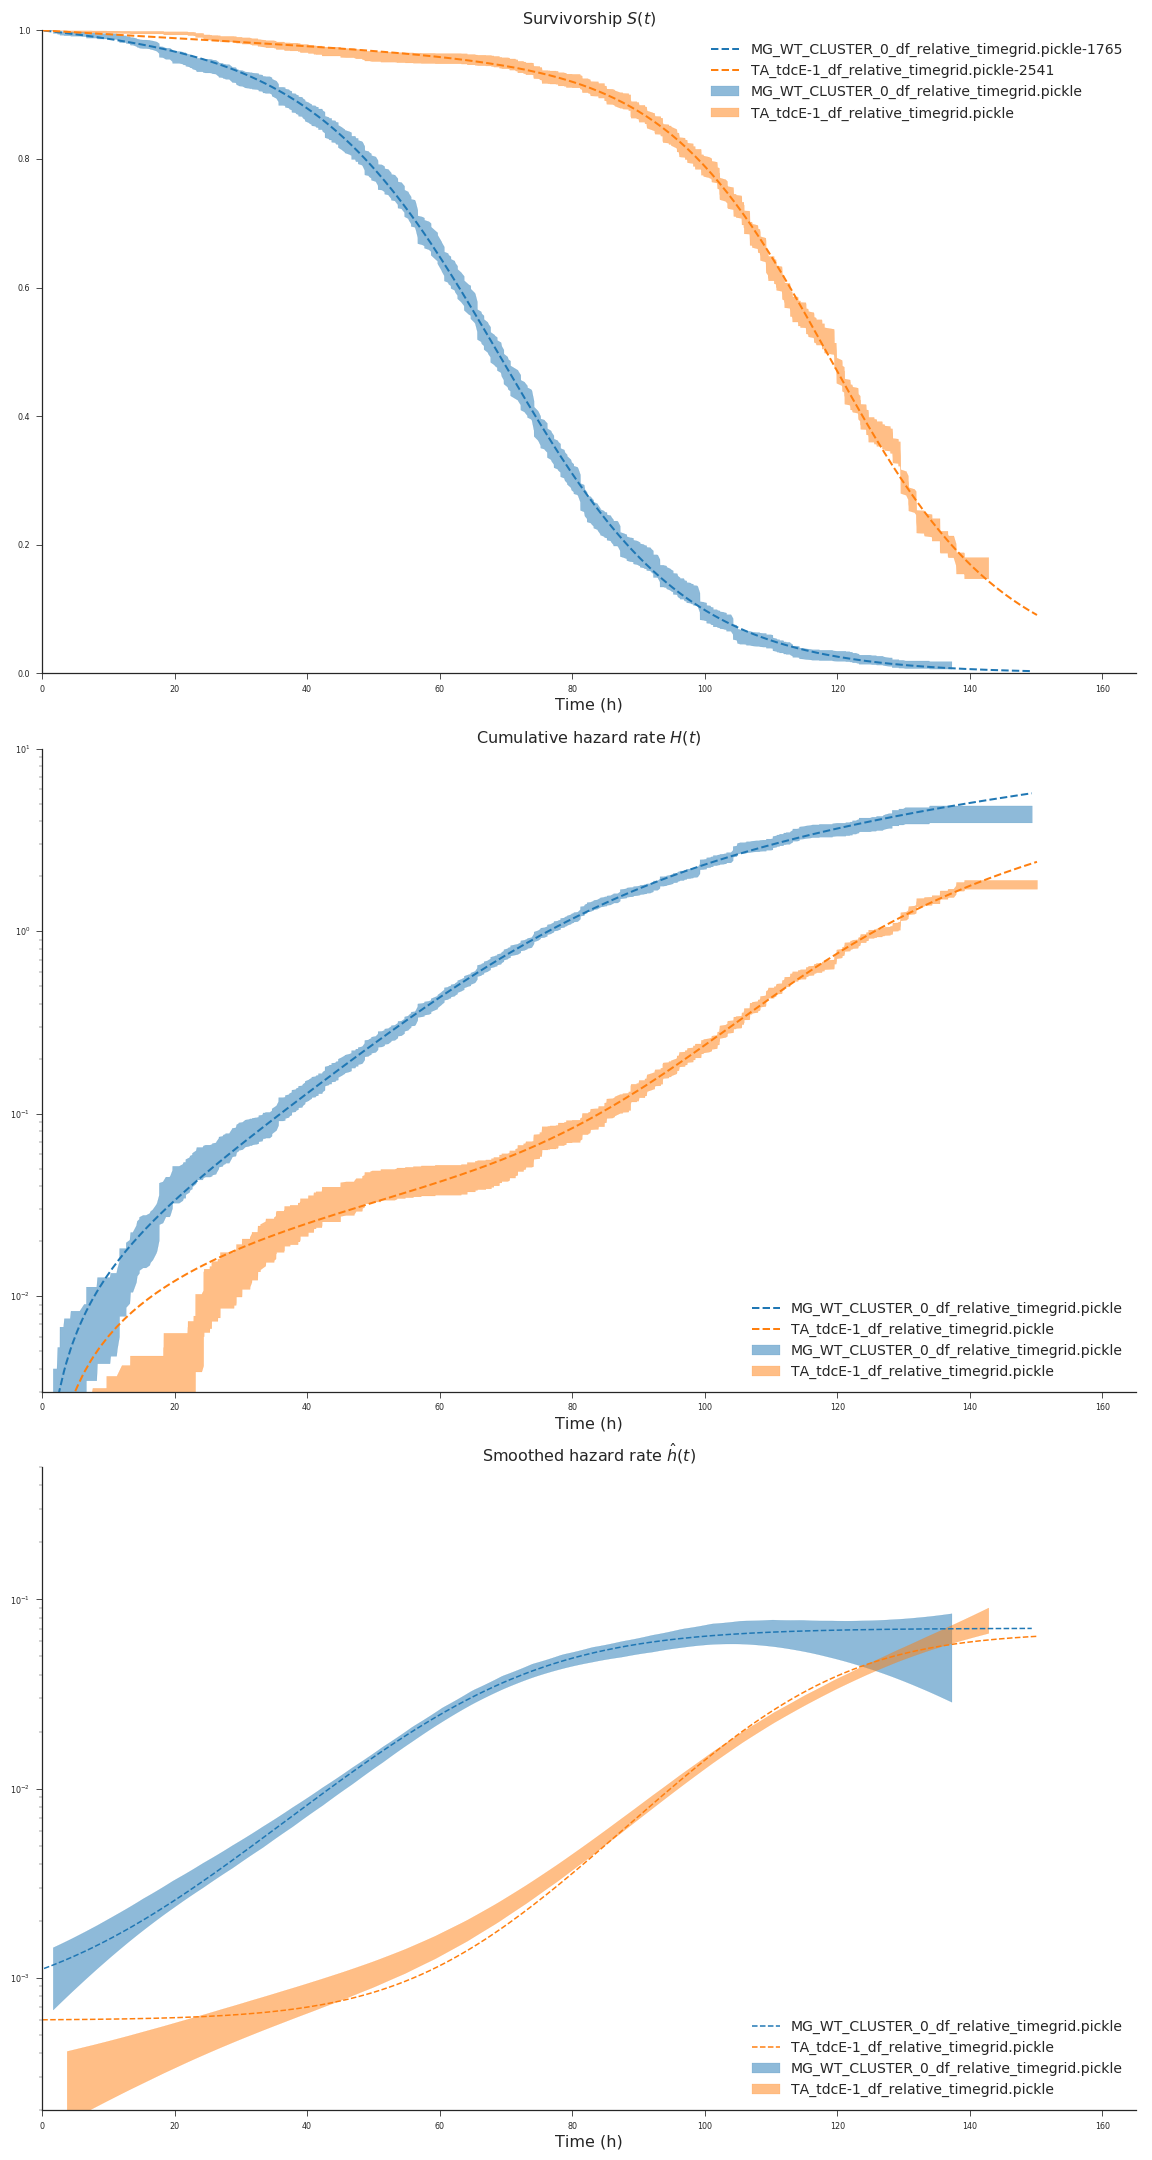 Survivorship S(t)
1.0
0.8
0.6
0.4
0.2
0.0
MG_WT_CLUSTER_0_df_relative_timegrid.pickle-1765
TA_tdcE-1_df_relative_timegrid.pickle-2541
MG_WT_CLUSTER_0_df_relative_timegrid.pickle
TA_tdcE-1_df_relative_timegrid.pickle
0 20 40 60 80 100 120 140 160
Time (h)
Cumulative hazard rate H(t)
10¹
10⁰
10⁻¹
10⁻²
MG_WT_CLUSTER_0_df_relative_timegrid.pickle
TA_tdcE-1_df_relative_timegrid.pickle
MG_WT_CLUSTER_0_df_relative_timegrid.pickle
TA_tdcE-1_df_relative_timegrid.pickle
0 20 40 60 80 100 120 140 160
Time (h)
Smoothed hazard rate ĥ(t)
10⁻¹
10⁻²
10⁻³
MG_WT_CLUSTER_0_df_relative_timegrid.pickle
TA_tdcE-1_df_relative_timegrid.pickle
MG_WT_CLUSTER_0_df_relative_timegrid.pickle
TA_tdcE-1_df_relative_timegrid.pickle
0 20 40 60 80 100 120 140 160
Time (h)